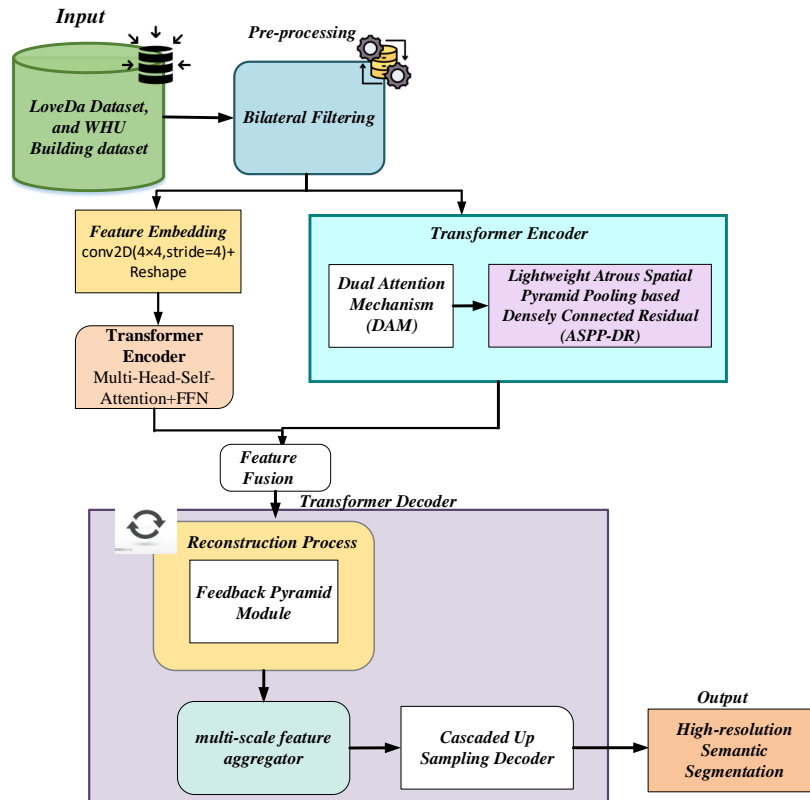 Input
Pre-processing
LoveDa Dataset,
and WHU
Building dataset
Bilateral Filtering
Feature Embedding
conv2D(4×4,stride=4)+
Reshape
Transformer
Encoder
Multi-Head-Self-
Attention+FFN
Transformer Encoder
Dual Attention
Mechanism
(DAM)
Lightweight Atrous Spatial
Pyramid Pooling based
Densely Connected Residual
(ASPP-DR)
Feature
Fusion
Transformer Decoder
Reconstruction Process
Feedback Pyramid
Module
multi-scale feature
aggregator
Cascaded Up
Sampling Decoder
Output
High-resolution
Semantic
Segmentation